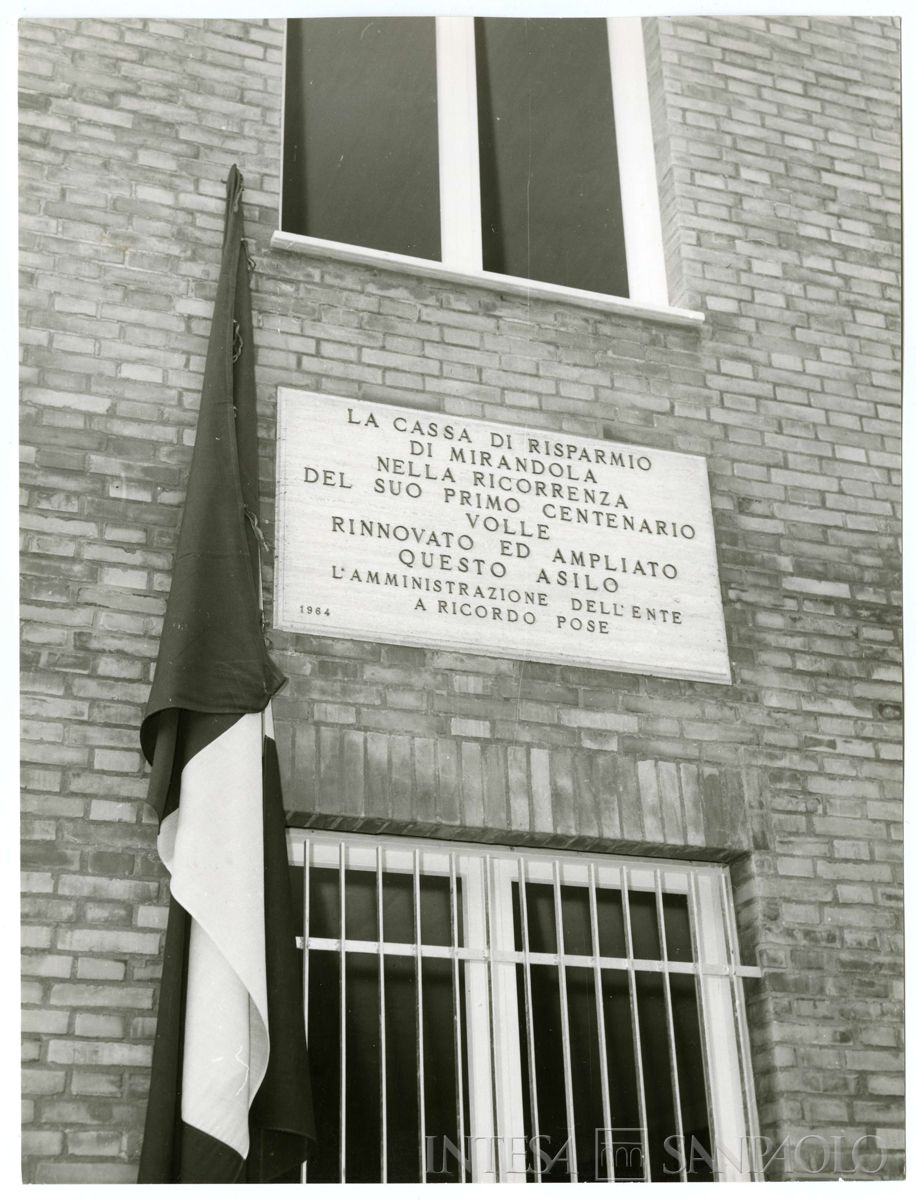 LA CASSA DI RISPARMIO
DI MIRANDOLA
NELLA RICORRENZA
DEL SUO PRIMO CENTENARIO
VOLLE
RINNOVATO ED AMPLIATO
QUESTO ASILO
L'AMMINISTRAZIONE DELL'ENTE
1964 A RICORDO POSE
INTESA SANPAOLO